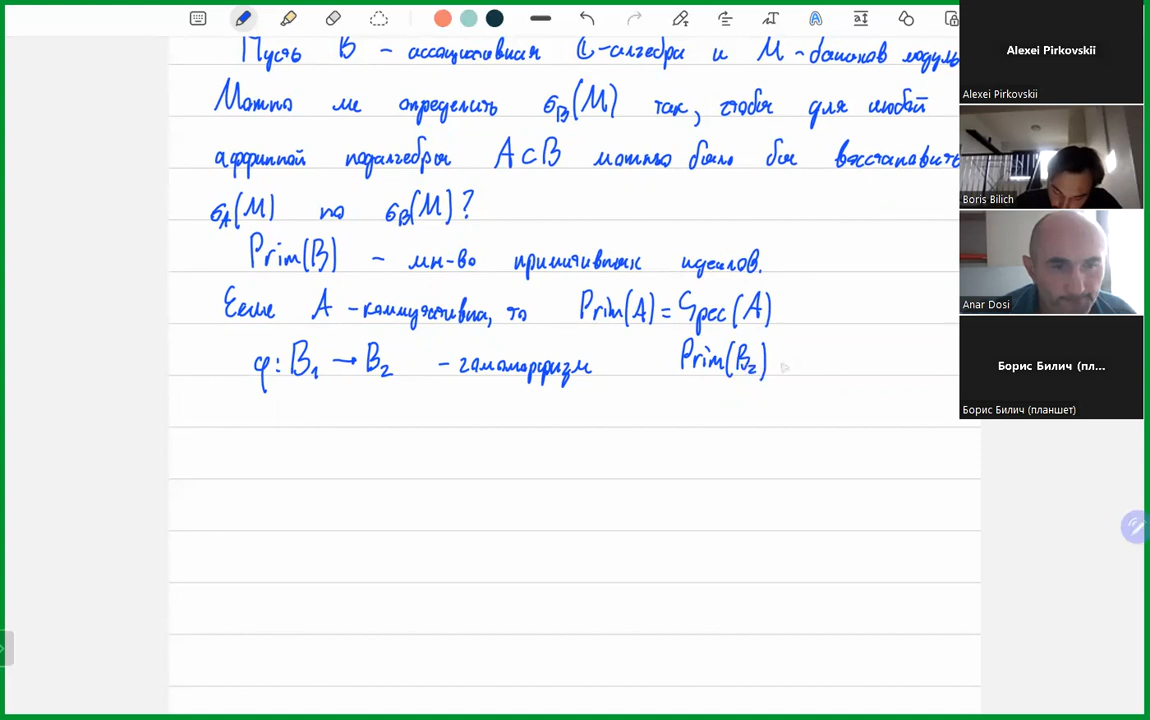 Пусть B - ассоциативная ℂ-алгебра и M - банахов модуль
Можно ли определить σ_B(M) так, чтобы для любой
аффинной подалгебры A⊂B можно было бы восстановить
σ_A(M) по σ_B(M)?
Prim(B) - мн-во примитивных идеалов.
Если A - коммутативна, то Prim(A) = Spec(A)
φ: B₁ → B₂ - гомоморфизм Prim(B₂)
Alexei Pirkovskii
Alexei Pirkovskii
Boris Bilich
Anar Dosi
Борис Билич (пл...
Борис Билич (планшет)